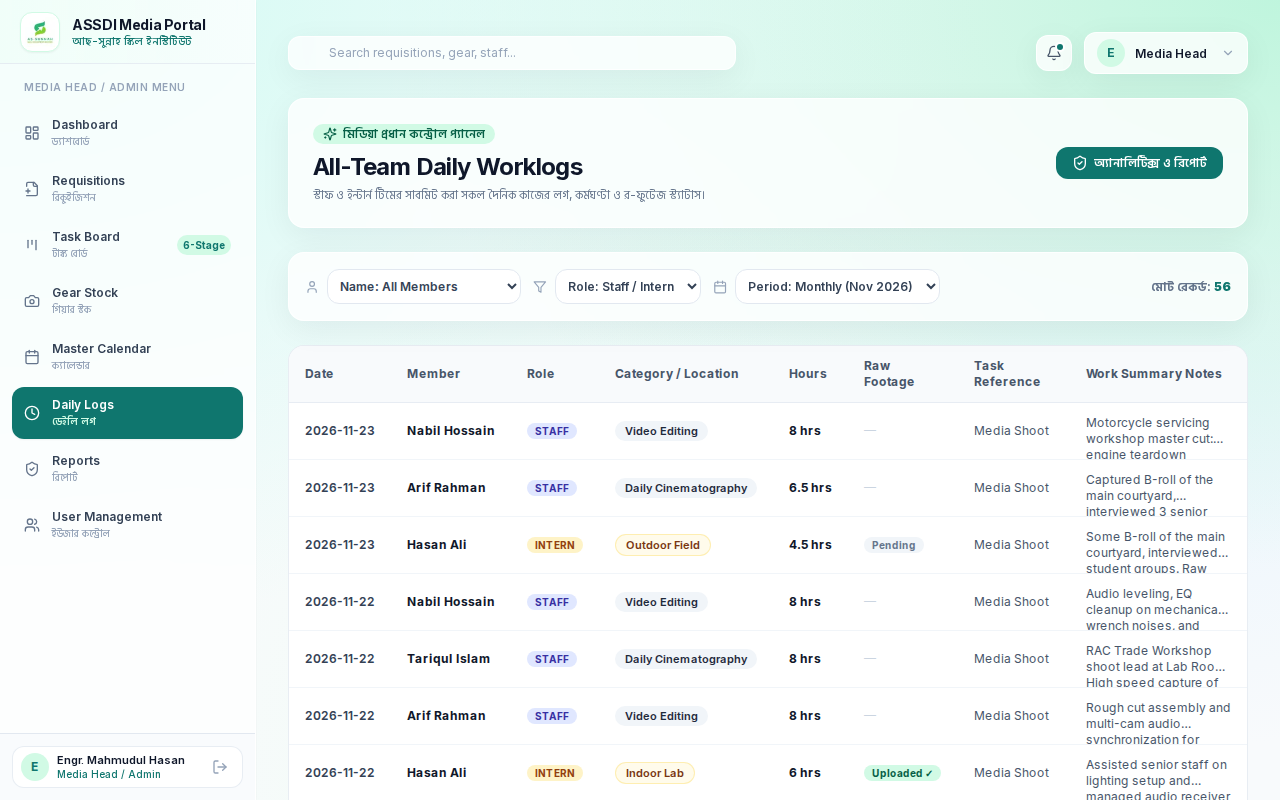 ASSDI Media Portal
আছ-সুন্নাহ স্কিল ইনস্টিটিউট
MEDIA HEAD / ADMIN MENU
Dashboard
ড্যাশবোর্ড
Requisitions
রিকুইজিশন
Task Board
টাস্ক বোর্ড
6-Stage
Gear Stock
গিয়ার স্টক
Master Calendar
ক্যালেন্ডার
Daily Logs
ডেইলি লগ
Reports
রিপোর্ট
User Management
ইউজার কন্ট্রোল
E
Engr. Mahmudul Hasan
Media Head / Admin
Search requisitions, gear, staff...
E
Media Head
মিডিয়া প্রধান কন্ট্রোল প্যানেল
All-Team Daily Worklogs
স্টাফ ও ইন্টার্ন টিমের সাবমিট করা সকল দৈনিক কাজের লগ, কর্মঘণ্টা ও র-ফুটেজ স্ট্যাটাস।
অ্যানালিটিক্স ও রিপোর্ট
Name: All Members
Role: Staff / Intern
Period: Monthly (Nov 2026)
মোট রেকর্ড: 56
Date Member Role Category / Location Hours Raw Footage Task Reference Work Summary Notes
2026-11-23 Nabil Hossain STAFF Video Editing 8 hrs — Media Shoot
Motorcycle servicing
workshop master cut:...
engine teardown
2026-11-23 Arif Rahman STAFF Daily Cinematography 6.5 hrs — Media Shoot
Captured B-roll of the
main courtyard,...
interviewed 3 senior
2026-11-23 Hasan Ali INTERN Outdoor Field 4.5 hrs Pending Media Shoot
Some B-roll of the main
courtyard, interviewed...
student groups. Raw
2026-11-22 Nabil Hossain STAFF Video Editing 8 hrs — Media Shoot
Audio leveling, EQ
cleanup on mechanica...
wrench noises, and
2026-11-22 Tariqul Islam STAFF Daily Cinematography 8 hrs — Media Shoot
RAC Trade Workshop
shoot lead at Lab Roo...
High speed capture of
2026-11-22 Arif Rahman STAFF Video Editing 8 hrs — Media Shoot
Rough cut assembly and
multi-cam audio...
synchronization for
2026-11-22 Hasan Ali INTERN Indoor Lab 6 hrs Uploaded ✓ Media Shoot
Assisted senior staff on
lighting setup and...
managed audio receiver